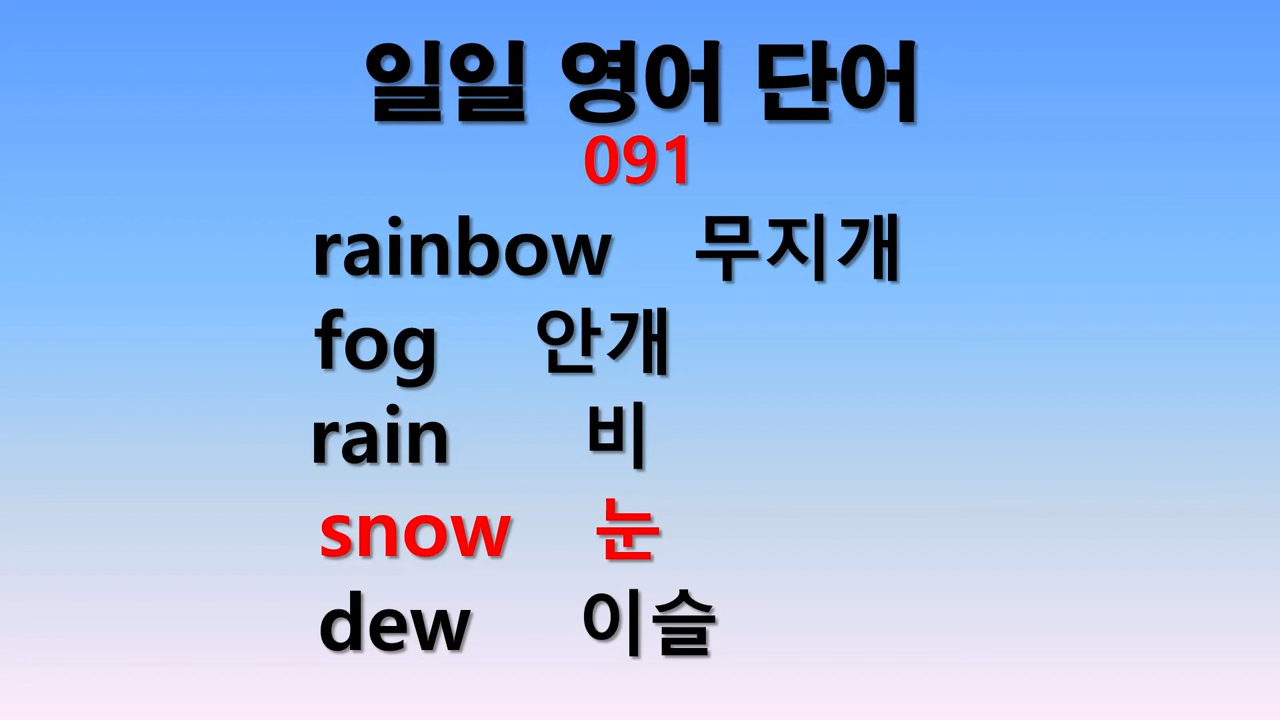 일일 영어 단어
091
rainbow 무지개
fog 안개
rain 비
snow 눈
dew 이슬